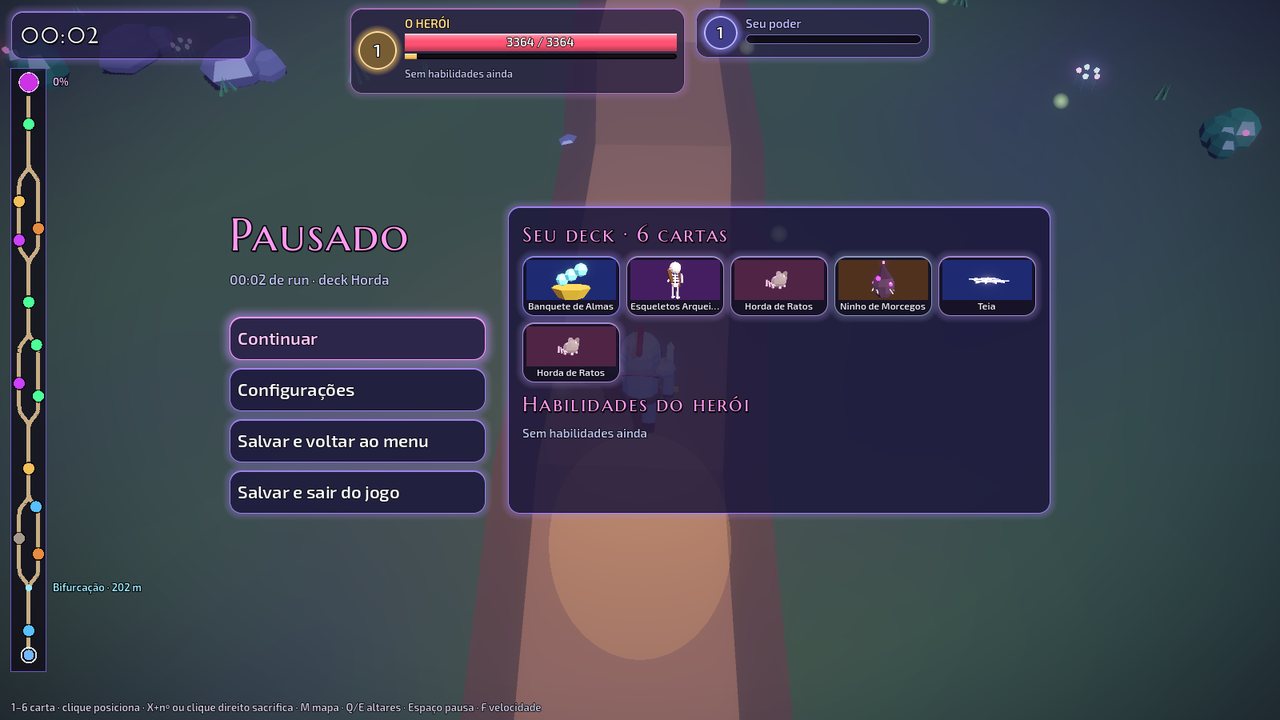 00:02
0%
1
O HERÓI
3364 / 3364
Sem habilidades ainda
1
Seu poder
Pausado
00:02 de run · deck Horda
Continuar
Configurações
Salvar e voltar ao menu
Salvar e sair do jogo
Seu deck · 6 cartas
Banquete de Almas
Esqueletos Arquei...
Horda de Ratos
Ninho de Morcegos
Teia
Horda de Ratos
Habilidades do herói
Sem habilidades ainda
Bifurcação · 202 m
1–6 carta · clique posiciona · X+nº ou clique direito sacrifica · M mapa · Q/E altares · Espaço pausa · F velocidade